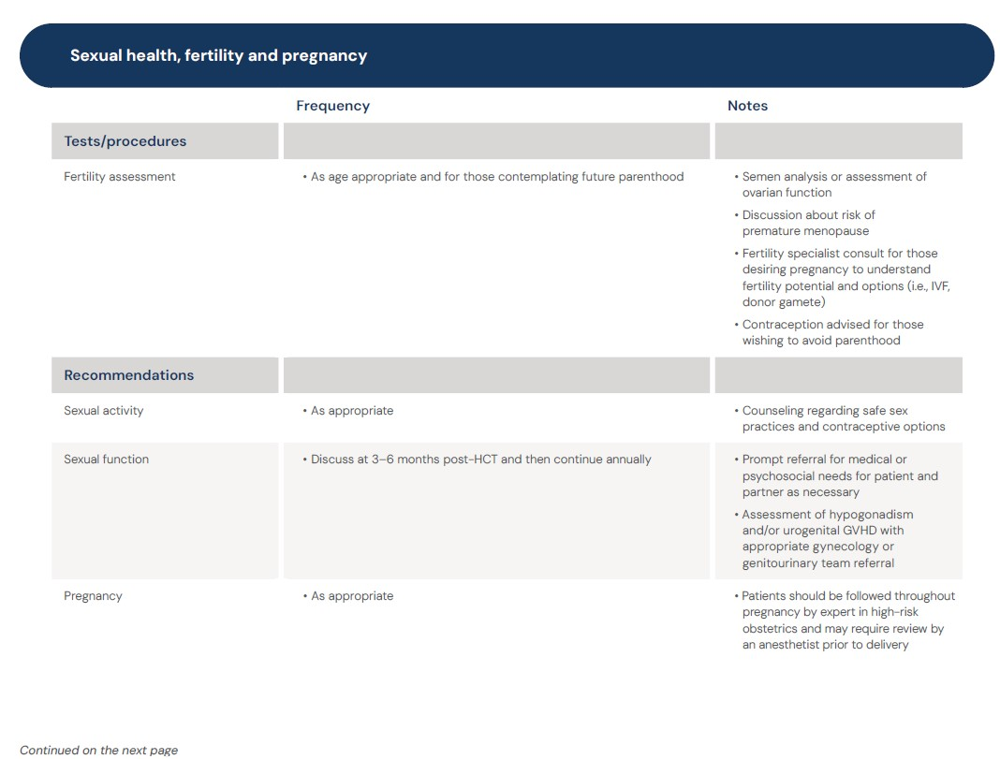 Sexual health, fertility and pregnancy
Frequency
Notes
Tests/procedures
Fertility assessment
• As age appropriate and for those contemplating future parenthood
• Semen analysis or assessment of
ovarian function
• Discussion about risk of
premature menopause
• Fertility specialist consult for those
desiring pregnancy to understand
fertility potential and options (i.e., IVF,
donor gamete)
• Contraception advised for those
wishing to avoid parenthood
Recommendations
Sexual activity
• As appropriate
• Counseling regarding safe sex
practices and contraceptive options
Sexual function
• Discuss at 3–6 months post-HCT and then continue annually
• Prompt referral for medical or
psychosocial needs for patient and
partner as necessary
• Assessment of hypogonadism
and/or urogenital GVHD with
appropriate gynecology or
genitourinary team referral
Pregnancy
• As appropriate
• Patients should be followed throughout
pregnancy by expert in high-risk
obstetrics and may require review by
an anesthetist prior to delivery
Continued on the next page